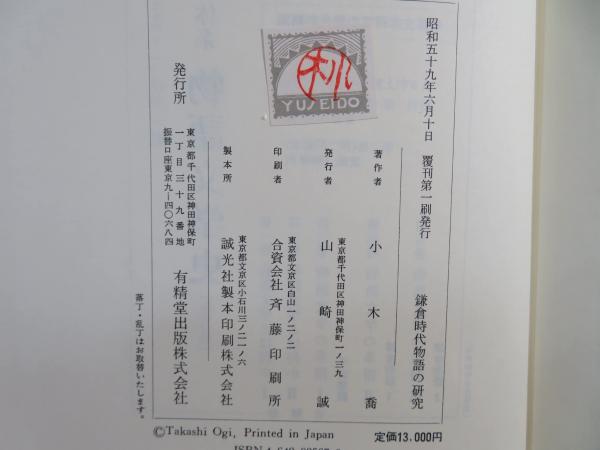 昭和五十九年六月十日 覆刊第一刷発行
鎌倉時代物語の研究
著作者 小木喬
東京都千代田区神田神保町一ノ三九
発行者 山崎誠
東京都文京区白山一ノ二ノ二
印刷者 合資会社 斉藤印刷所
東京都文京区小石川三ノ二一ノ六
製本所 誠光社製本印刷株式会社
発行所 有精堂出版株式会社
東京都千代田区神田神保町
一丁目三十九番地
振替口座東京九―四〇六八四
落丁・乱丁はお取替いたします。
YUSEIDO
©Takashi Ogi, Printed in Japan
定価13,000円